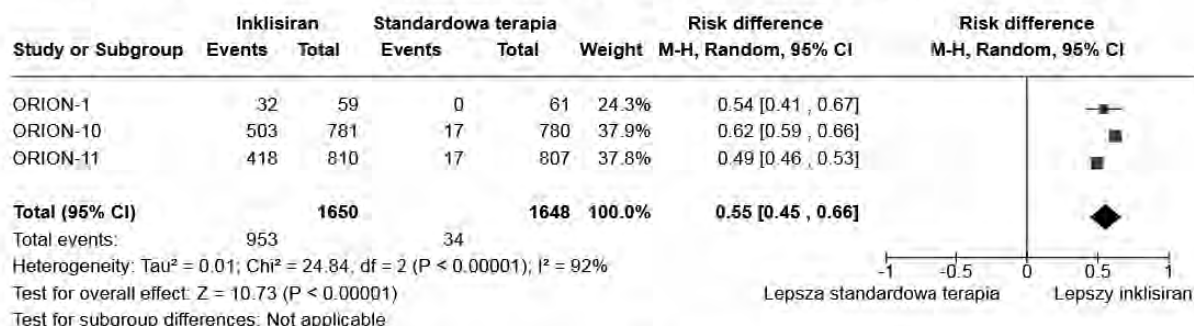 Inklisiran Standardowa terapia Risk difference Risk difference
Study or Subgroup Events Total Events Total Weight M-H, Random, 95% CI M-H, Random, 95% CI
ORION-1 32 59 0 61 24.3% 0.54 [0.41 , 0.67]
ORION-10 503 781 17 780 37.9% 0.62 [0.59 , 0.66]
ORION-11 418 810 17 807 37.8% 0.49 [0.46 , 0.53]
Total (95% CI) 1650 1648 100.0% 0.55 [0.45 , 0.66]
Total events: 953 34
Heterogeneity: Tau² = 0.01; Chi² = 24.84, df = 2 (P < 0.00001); I² = 92%
-1 -0.5 0 0.5 1
Test for overall effect: Z = 10.73 (P < 0.00001)
Lepsza standardowa terapia Lepszy inklisiran
Test for subgroup differences: Not applicable